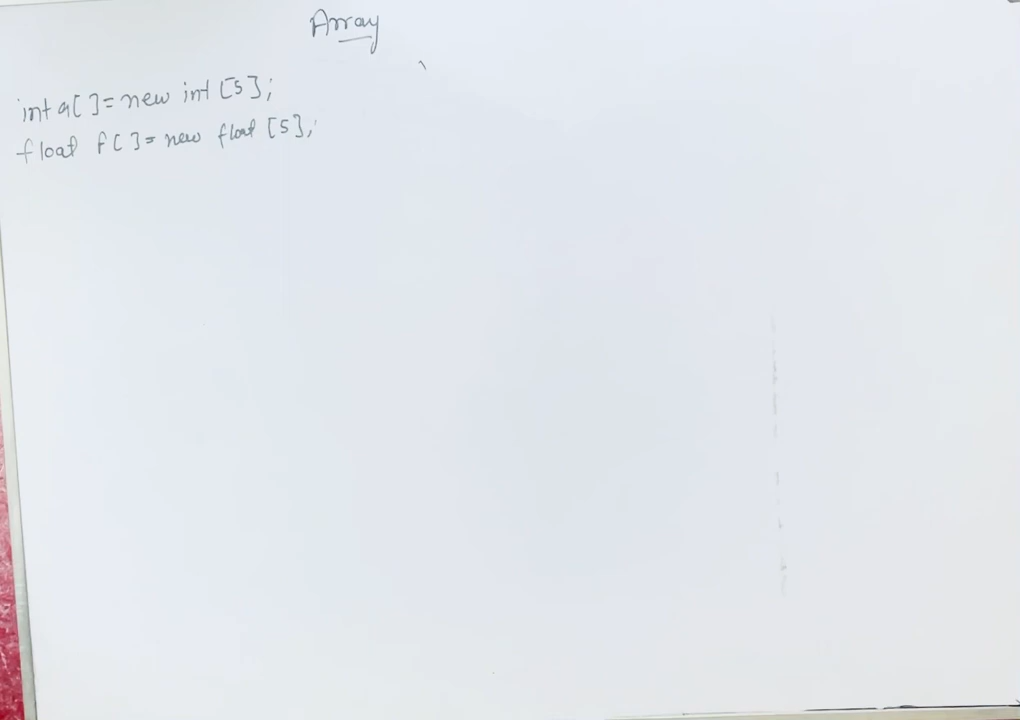 Array
int a[ ]= new int [5];
float f[ ]= new float [5];